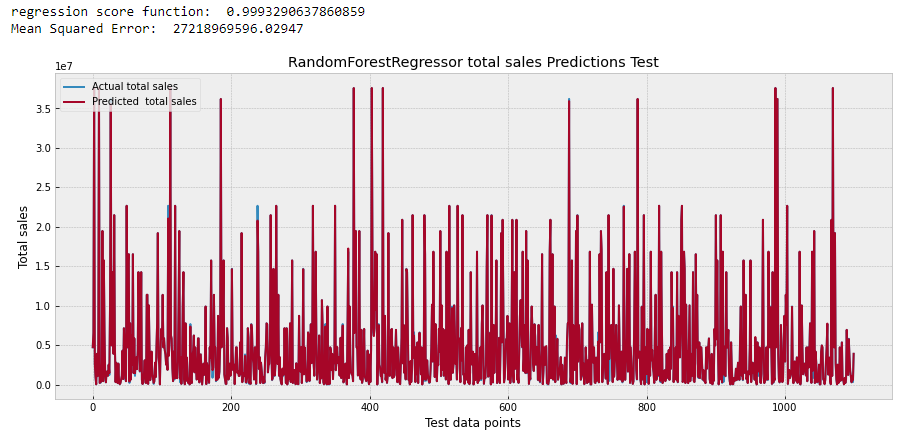 regression score function:  0.9993290637860859
Mean Squared Error:  27218969596.02947
RandomForestRegressor total sales Predictions Test
1e7
Actual total sales
Predicted  total sales
3.5
3.0
2.5
2.0
1.5
1.0
0.5
0.0
Total sales
0
200
400
600
800
1000
Test data points